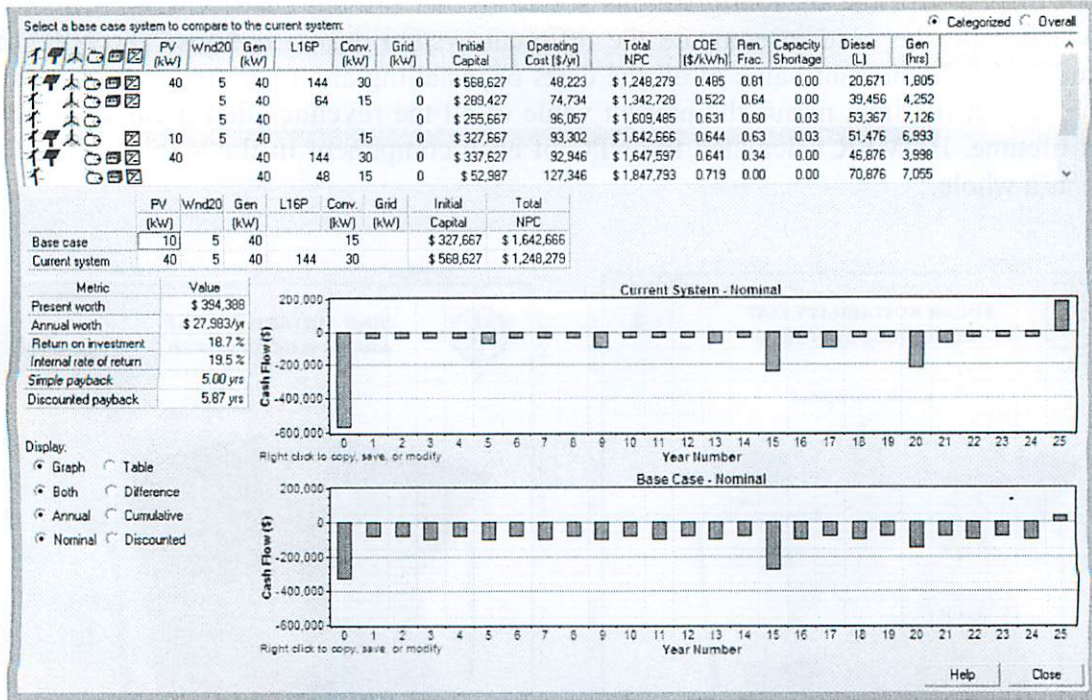 Select a base case system to compare to the current system:
Categorized Overall
PV (kW) Wnd20 Gen (kW) L16P Conv. (kW) Grid (kW) Initial Capital Operating Cost ($/yr) Total NPC COE ($/kWh) Ren. Frac. Capacity Shortage Diesel (L) Gen (hrs)
40 5 40 144 30 $ 568,627 48,223 $ 1,248,279 0.485 0.81 0.00 20,671 1,805
5 40 64 15 $ 289,427 74,734 $ 1,342,728 0.522 0.64 0.00 39,456 4,252
5 40 $ 255,667 96,057 $ 1,609,485 0.631 0.60 0.03 53,367 7,126
10 5 40 15 $ 327,667 93,302 $ 1,642,666 0.644 0.63 0.03 51,476 6,993
40 40 144 30 $ 337,627 92,946 $ 1,647,597 0.641 0.34 0.00 46,876 3,998
40 48 15 0 $ 52,987 127,346 $ 1,847,793 0.719 0.00 0.00 70,876 7,055
PV (kW) Wnd20 Gen (kW) L16P Conv. (kW) Grid (kW) Initial Capital Total NPC
Base case 10 5 40 15 $ 327,667 $ 1,642,666
Current system 40 5 40 144 30 $ 568,627 $ 1,248,279
Metric Value
Present worth $ 394,388
Annual worth $ 27,983/yr
Return on investment 18.7 %
Internal rate of return 19.5 %
Simple payback 5.00 yrs
Discounted payback 5.87 yrs
Display:
Graph Table
Both Difference
Annual Cumulative
Nominal Discounted
Current System - Nominal
Cash Flow ($)
200,000
0
-200,000
-400,000
-600,000
0 1 2 3 4 5 6 7 8 9 10 11 12 13 14 15 16 17 18 19 20 21 22 23 24 25
Right click to copy, save, or modify
Year Number
Base Case - Nominal
Cash Flow ($)
200,000
0
-200,000
-400,000
-600,000
0 1 2 3 4 5 6 7 8 9 10 11 12 13 14 15 16 17 18 19 20 21 22 23 24 25
Right click to copy, save, or modify
Year Number
Help Close
as a whole.